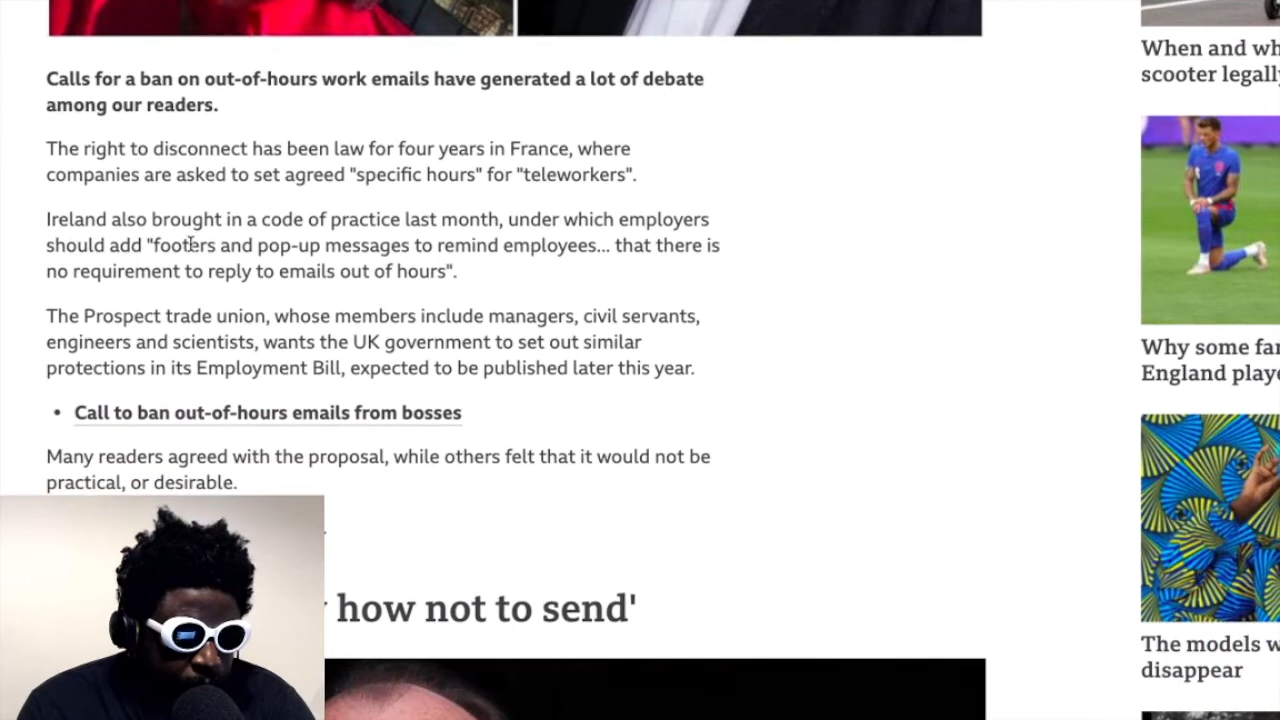 Calls for a ban on out-of-hours work emails have generated a lot of debate
among our readers.
The right to disconnect has been law for four years in France, where
companies are asked to set agreed "specific hours" for "teleworkers".
Ireland also brought in a code of practice last month, under which employers
should add "footers and pop-up messages to remind employees... that there is
no requirement to reply to emails out of hours".
The Prospect trade union, whose members include managers, civil servants,
engineers and scientists, wants the UK government to set out similar
protections in its Employment Bill, expected to be published later this year.
• Call to ban out-of-hours emails from bosses
Many readers agreed with the proposal, while others felt that it would not be
practical, or desirable.
how not to send'
When and
scooter
Why some
England
The models
disappear